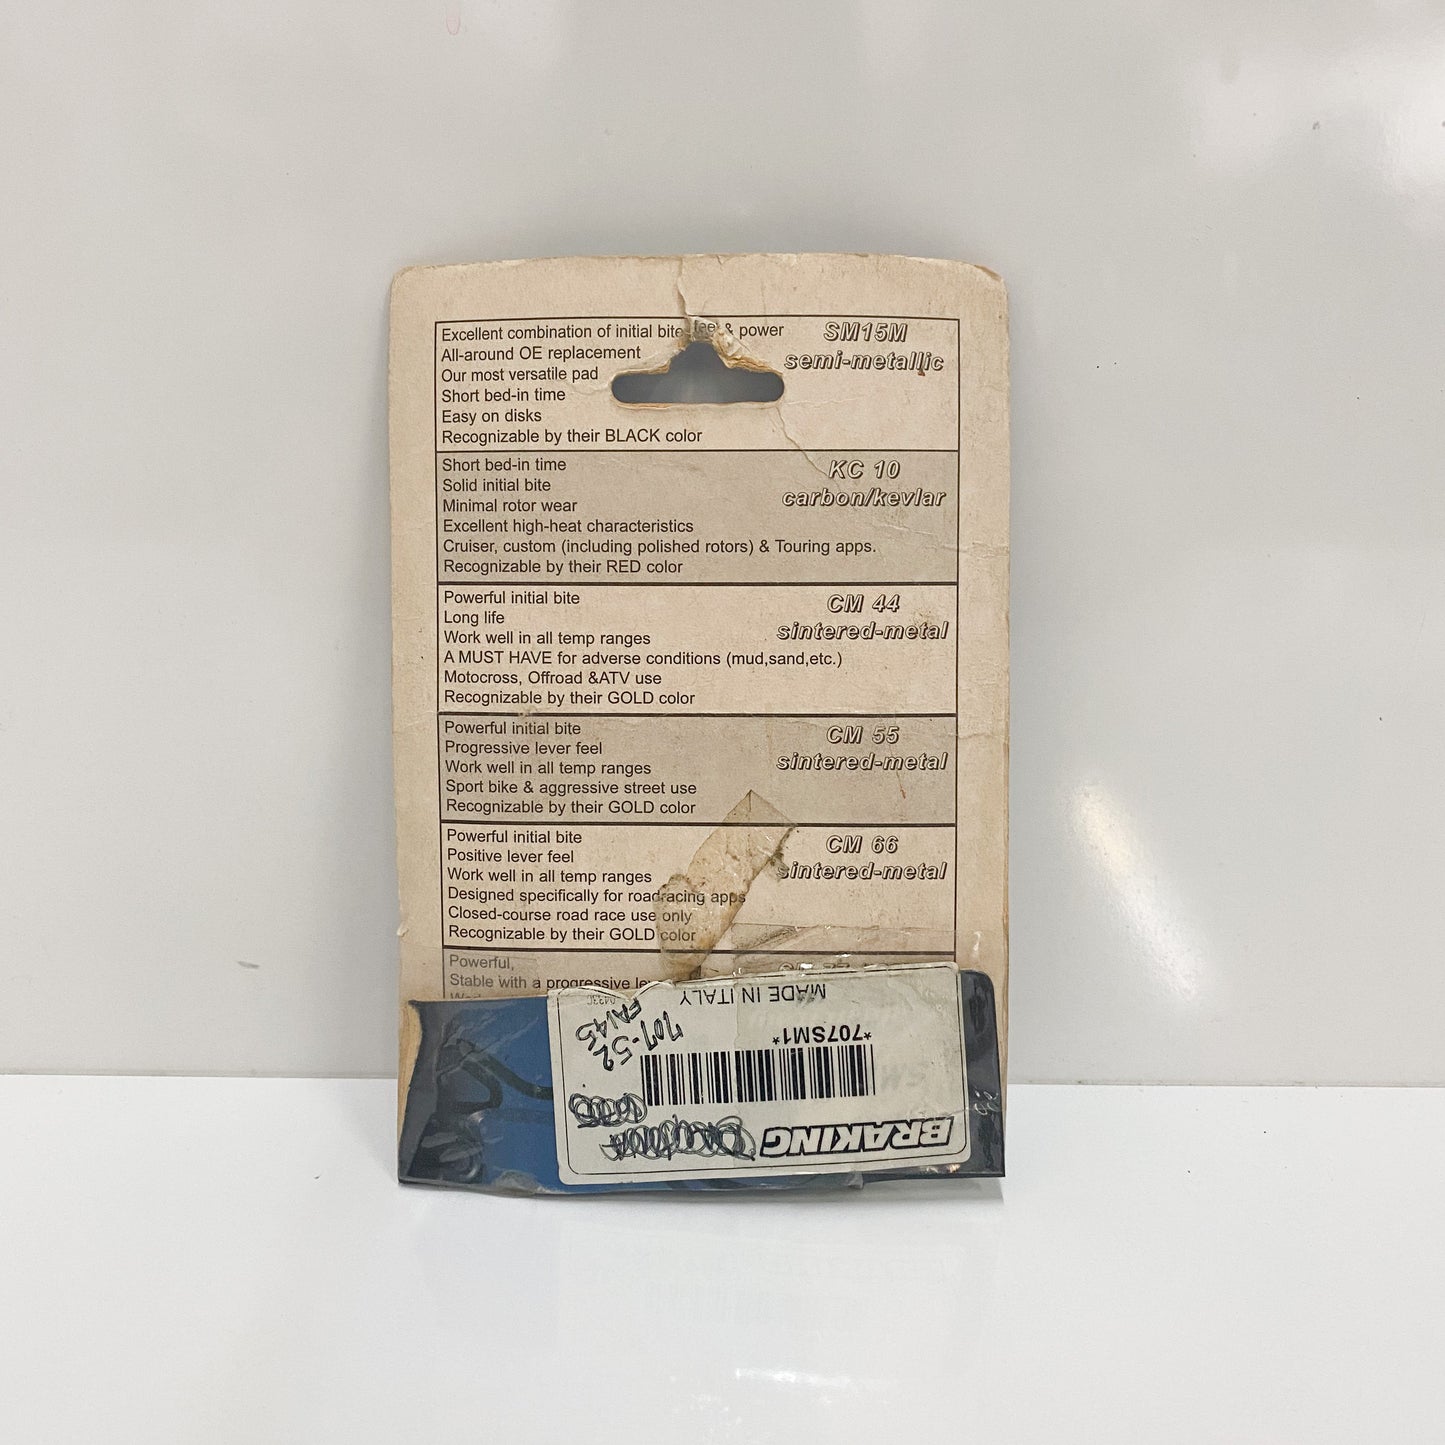 Excellent combination of initial bite, feel & power
All-around OE replacement
Our most versatile pad
Short bed-in time
Easy on disks
Recognizable by their BLACK color
SM15M
semi-metallic
Short bed-in time
Solid initial bite
Minimal rotor wear
Excellent high-heat characteristics
Cruiser, custom (including polished rotors) & Touring apps.
Recognizable by their RED color
KC 10
carbon/kevlar
Powerful initial bite
Long life
Work well in all temp ranges
A MUST HAVE for adverse conditions (mud,sand,etc.)
Motocross, Offroad &ATV use
Recognizable by their GOLD color
CM 44
sintered-metal
Powerful initial bite
Progressive lever feel
Work well in all temp ranges
Sport bike & aggressive street use
Recognizable by their GOLD color
CM 55
sintered-metal
Powerful initial bite
Positive lever feel
Work well in all temp ranges
Designed specifically for roadracing apps
Closed-course road race use only
Recognizable by their GOLD color
CM 66
sintered-metal
Powerful,
Stable with a progressive
BRAKING
*707SM1*
707-52
FA145
MADE IN ITALY